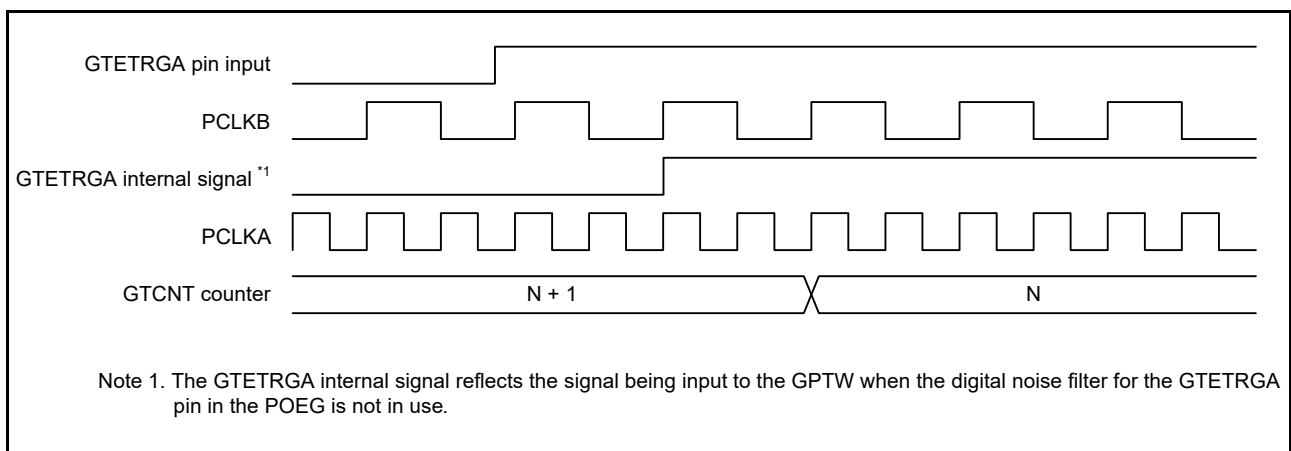 GTETRGA pin input
PCLKB
GTETRGA internal signal *1
PCLKA
GTCNT counter
N + 1
N
Note 1. The GTETRGA internal signal reflects the signal being input to the GPTW when the digital noise filter for the GTETRGA
pin in the POEG is not in use.